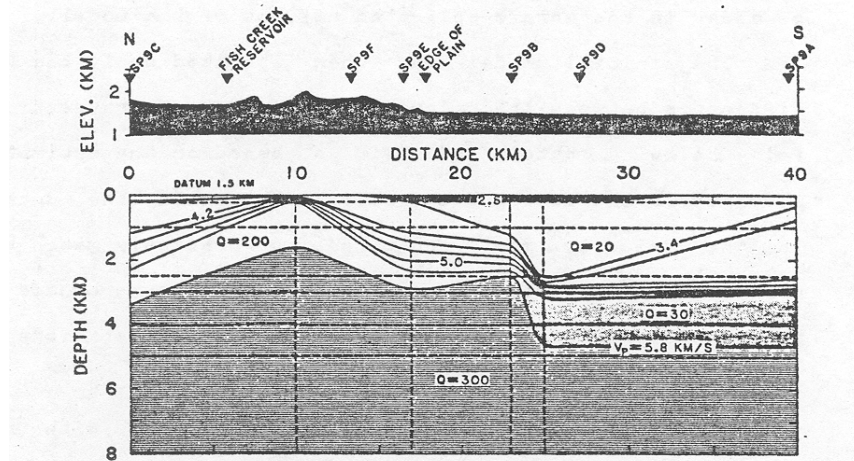 N
S
SP9C
FISH CREEK
RESERVOIR
SP9F
SP9E
EDGE OF
PLAIN
SP9B
SP9D
SP9A
ELEV. (KM)
2
1
DISTANCE (KM)
0
10
20
30
40
DATUM 1.5 KM
DEPTH (KM)
0
2
4
6
8
4.2
Q=200
5.0
2.8
Q=20
3.4
Q=30
Vp=5.8 KM/S
Q=300